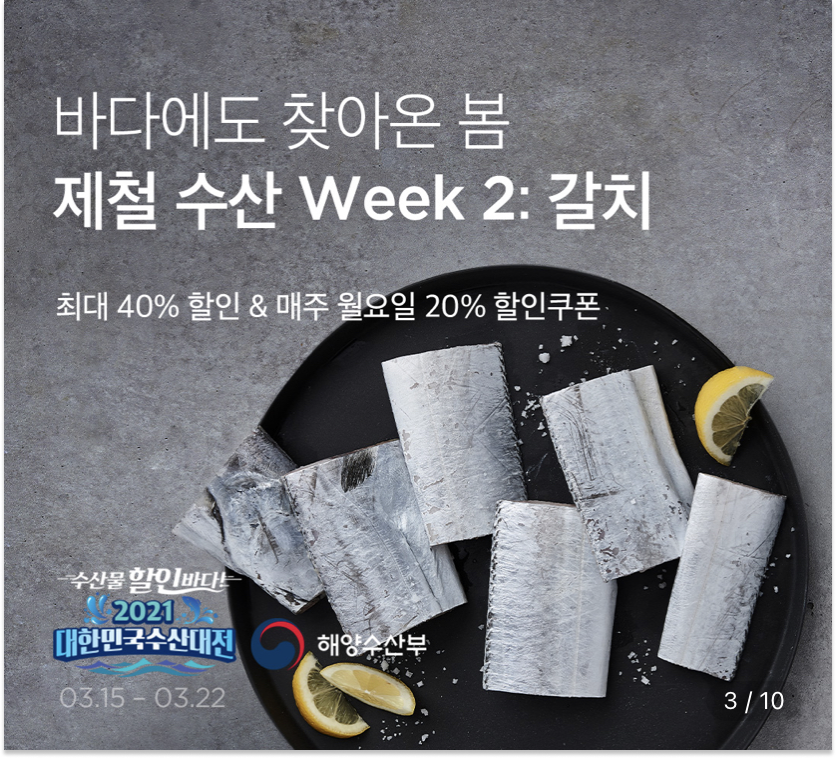 바다에도 찾아온 봄
제철 수산 Week 2: 갈치
최대 40% 할인 & 매주 월요일 20% 할인쿠폰
수산물 할인바다!
2021
대한민국수산대전
해양수산부
03.15 – 03.22
3 / 10